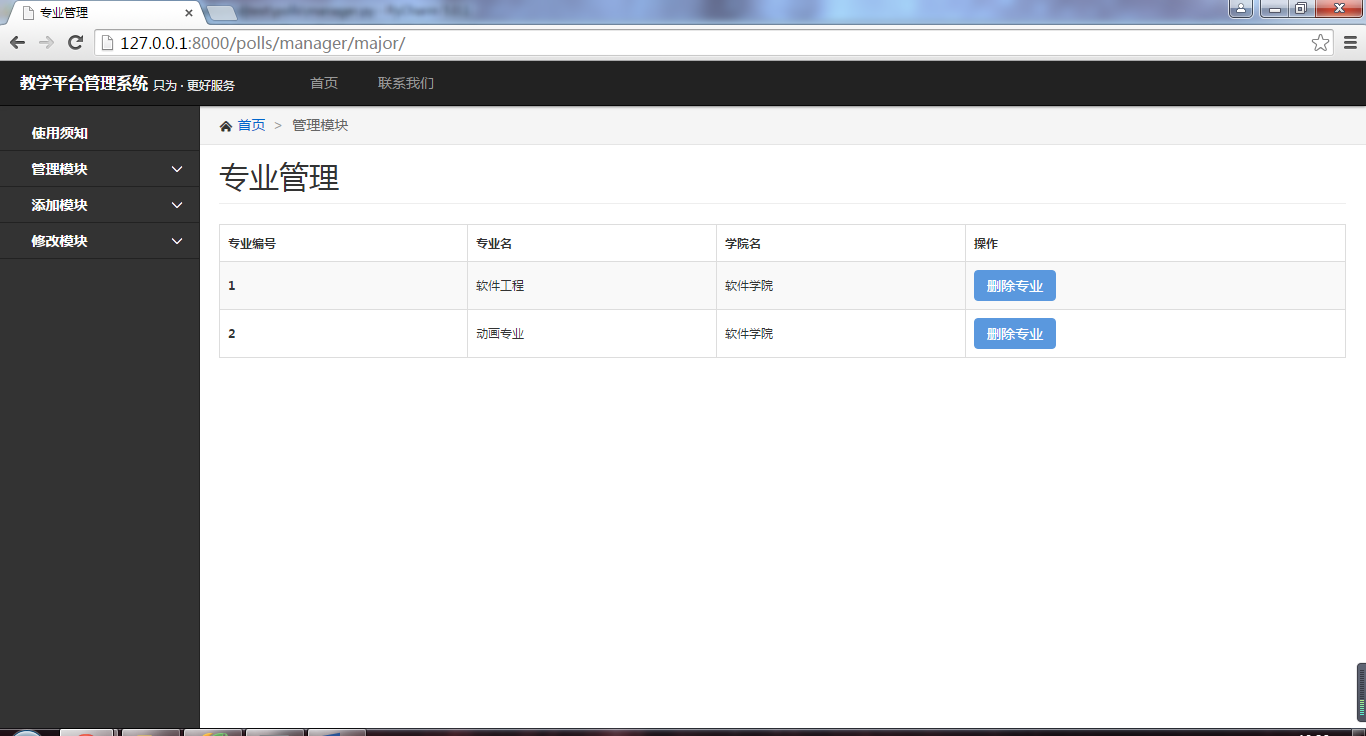 专业管理
127.0.0.1:8000/polls/manager/major/
教学平台管理系统 只为·更好服务 首页 联系我们
使用须知
管理模块
添加模块
修改模块
首页 > 管理模块
专业管理
专业编号 专业名 学院名 操作
1 软件工程 软件学院 删除专业
2 动画专业 软件学院 删除专业